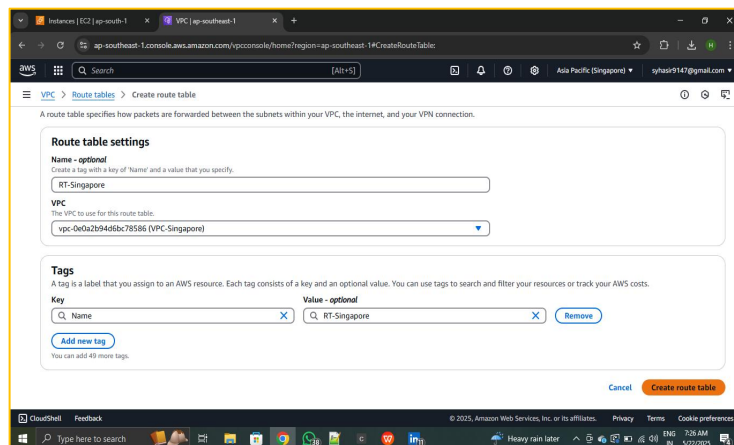 Instances | EC2 | ap-south-1
VPC | ap-southeast-1
ap-southeast-1.console.aws.amazon.com/vpcconsole/home?region=ap-southeast-1#CreateRouteTable:
aws
Search [Alt+S]
Asia Pacific (Singapore)
syhasir9147@gmail.com
VPC > Route tables > Create route table
A route table specifies how packets are forwarded between the subnets within your VPC, the internet, and your VPN connection.
Route table settings
Name - optional
Create a tag with a key of 'Name' and a value that you specify.
RT-Singapore
VPC
The VPC to use for this route table.
vpc-0e0a2b94d6bc78586 (VPC-Singapore)
Tags
A tag is a label that you assign to an AWS resource. Each tag consists of a key and an optional value. You can use tags to search and filter your resources or track your AWS costs.
Key Value - optional
Name RT-Singapore Remove
Add new tag
You can add 49 more tags.
Cancel Create route table
CloudShell Feedback © 2025, Amazon Web Services, Inc. or its affiliates. Privacy Terms Cookie preferences
Type here to search
Heavy rain later
ENG 7:26 AM
IN 5/22/2025